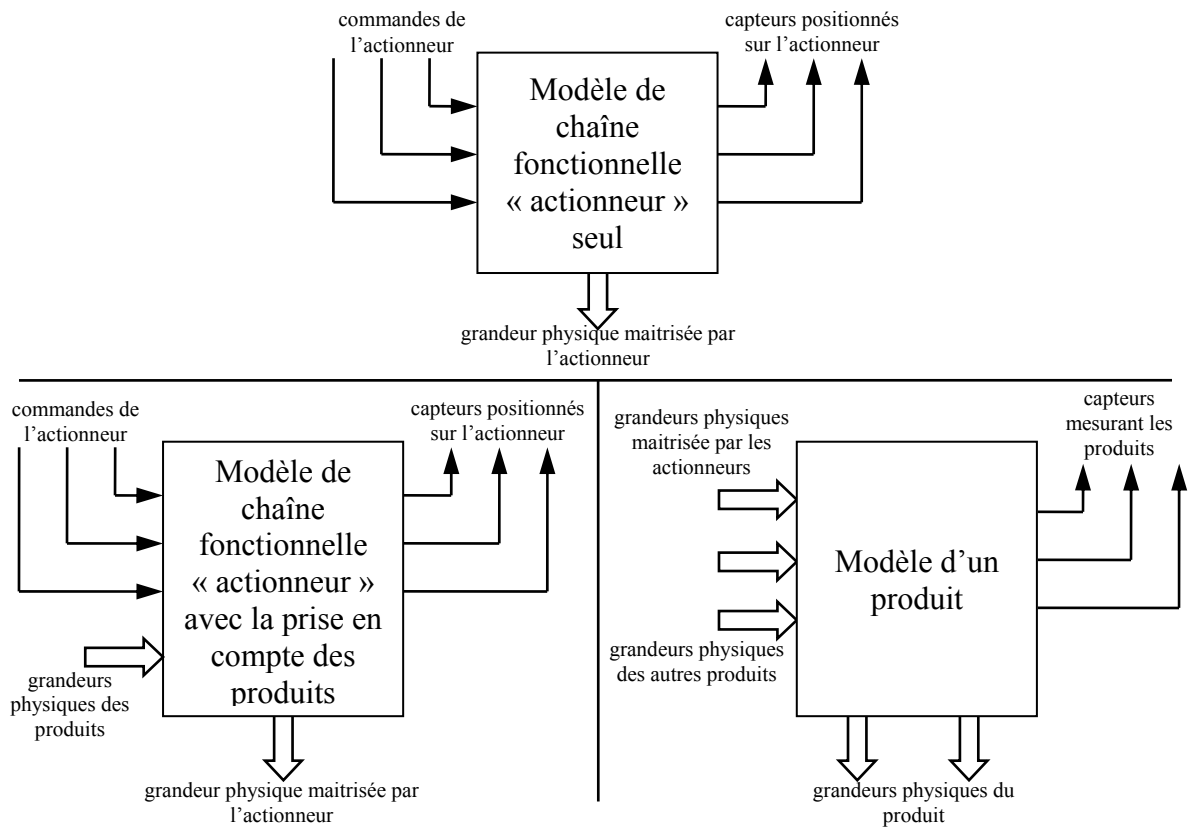 commandes de
l’actionneur
capteurs positionnés
sur l’actionneur
Modèle de
chaîne
fonctionnelle
« actionneur »
seul
grandeur physique maitrisée par
l’actionneur
commandes de
l’actionneur
capteurs positionnés
sur l’actionneur
Modèle de
chaîne
fonctionnelle
« actionneur »
avec la prise en
compte des
produits
grandeurs
physiques des
produits
grandeur physique maitrisée par
l’actionneur
grandeurs physiques
maitrisée par les
actionneurs
capteurs
mesurant les
produits
Modèle d’un
produit
grandeurs physiques
des autres produits
grandeurs physiques du
produit